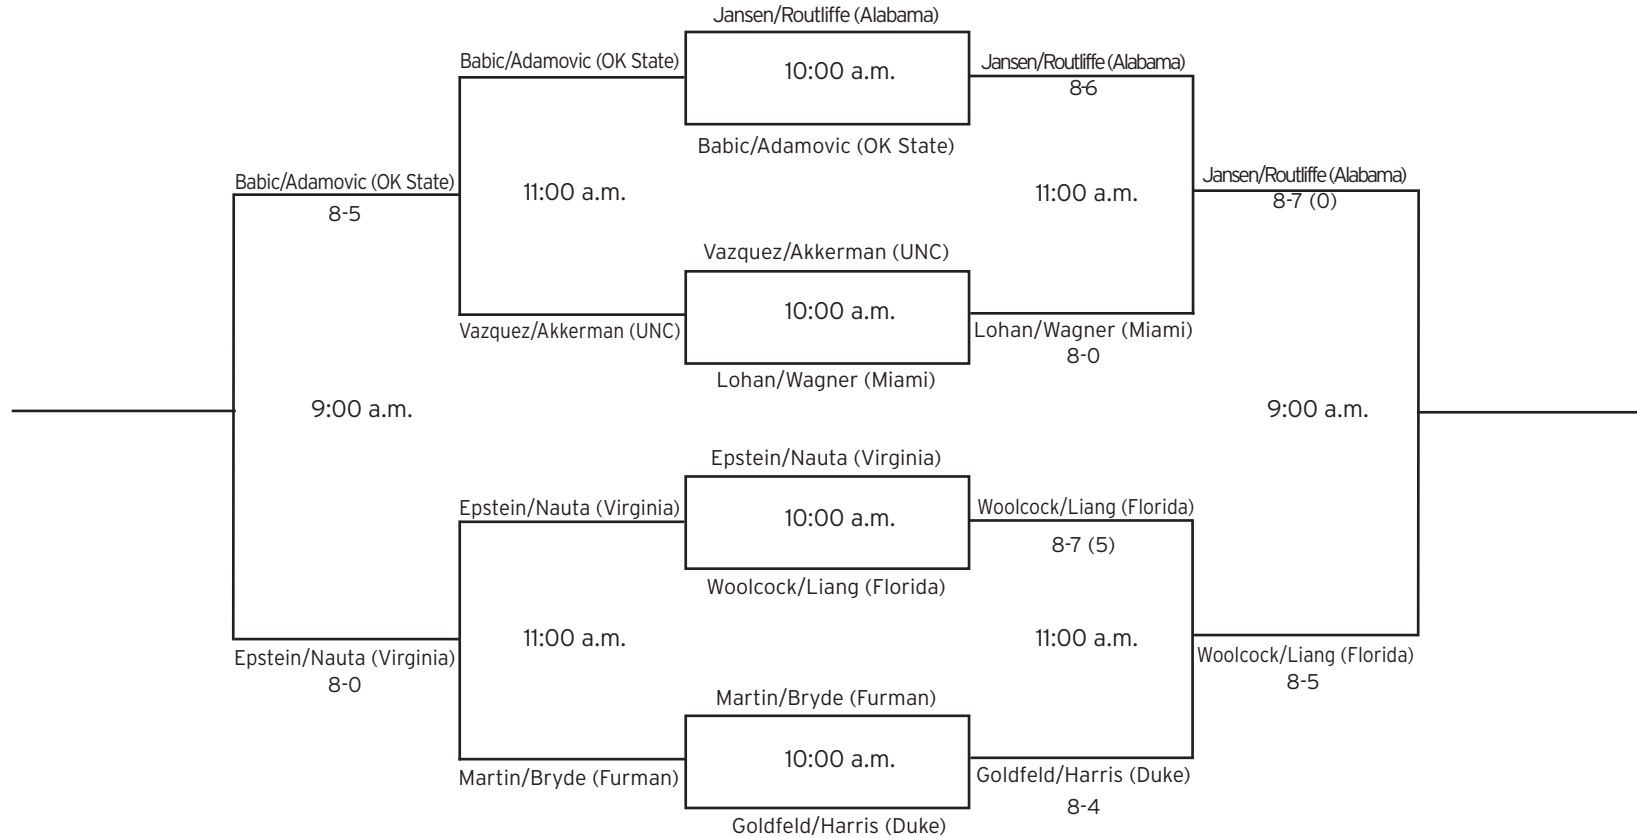 Jansen/Routliffe (Alabama)
Babic/Adamovic (OK State)
10:00 a.m.
Jansen/Routliffe (Alabama)
8-6
Babic/Adamovic (OK State)
Babic/Adamovic (OK State)
8-5
11:00 a.m.
11:00 a.m.
Jansen/Routliffe (Alabama)
8-7 (0)
Vazquez/Akkerman (UNC)
Vazquez/Akkerman (UNC)
10:00 a.m.
Lohan/Wagner (Miami)
8-0
Lohan/Wagner (Miami)
9:00 a.m.
9:00 a.m.
Epstein/Nauta (Virginia)
Epstein/Nauta (Virginia)
10:00 a.m.
Woolcock/Liang (Florida)
8-7 (5)
Woolcock/Liang (Florida)
11:00 a.m.
11:00 a.m.
Epstein/Nauta (Virginia)
8-0
Woolcock/Liang (Florida)
8-5
Martin/Bryde (Furman)
Martin/Bryde (Furman)
10:00 a.m.
Goldfeld/Harris (Duke)
8-4
Goldfeld/Harris (Duke)